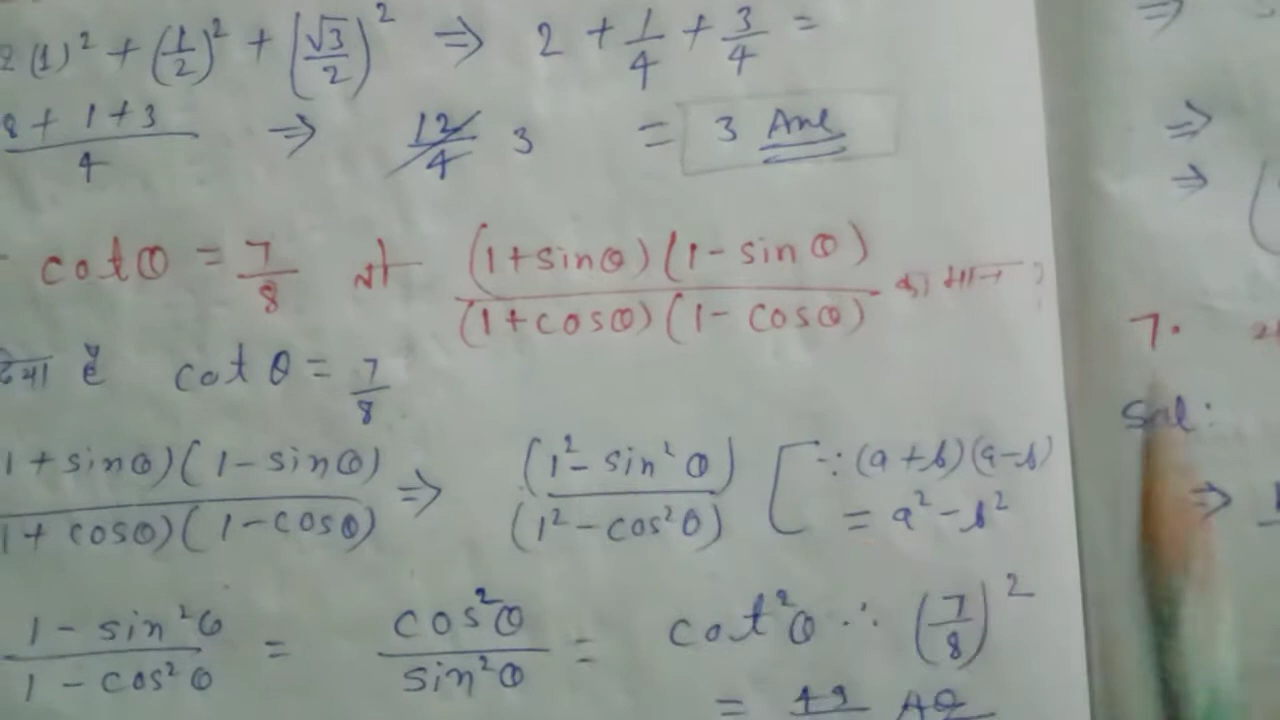 2(1)² + (1/2)² + (√3/2)² ⇒ 2 + 1/4 + 3/4 =
8 + 1 + 3 / 4 ⇒ 12/4 3 = 3 Ans
cotθ = 7/8 तो (1+sinθ)(1-sinθ) / (1+cosθ)(1-cosθ) का मान ?
दिया है cot θ = 7/8
1+sinθ)(1-sinθ) / 1+cosθ)(1-cosθ) ⇒ (1²-sin²θ) / (1²-cos²θ) [∵ (a+b)(a-b)
= a²-b²
1-sin²θ / 1-cos²θ = cos²θ / sin²θ = cot²θ ∴ (7/8)²
= 49
7.
Sol:
⇒